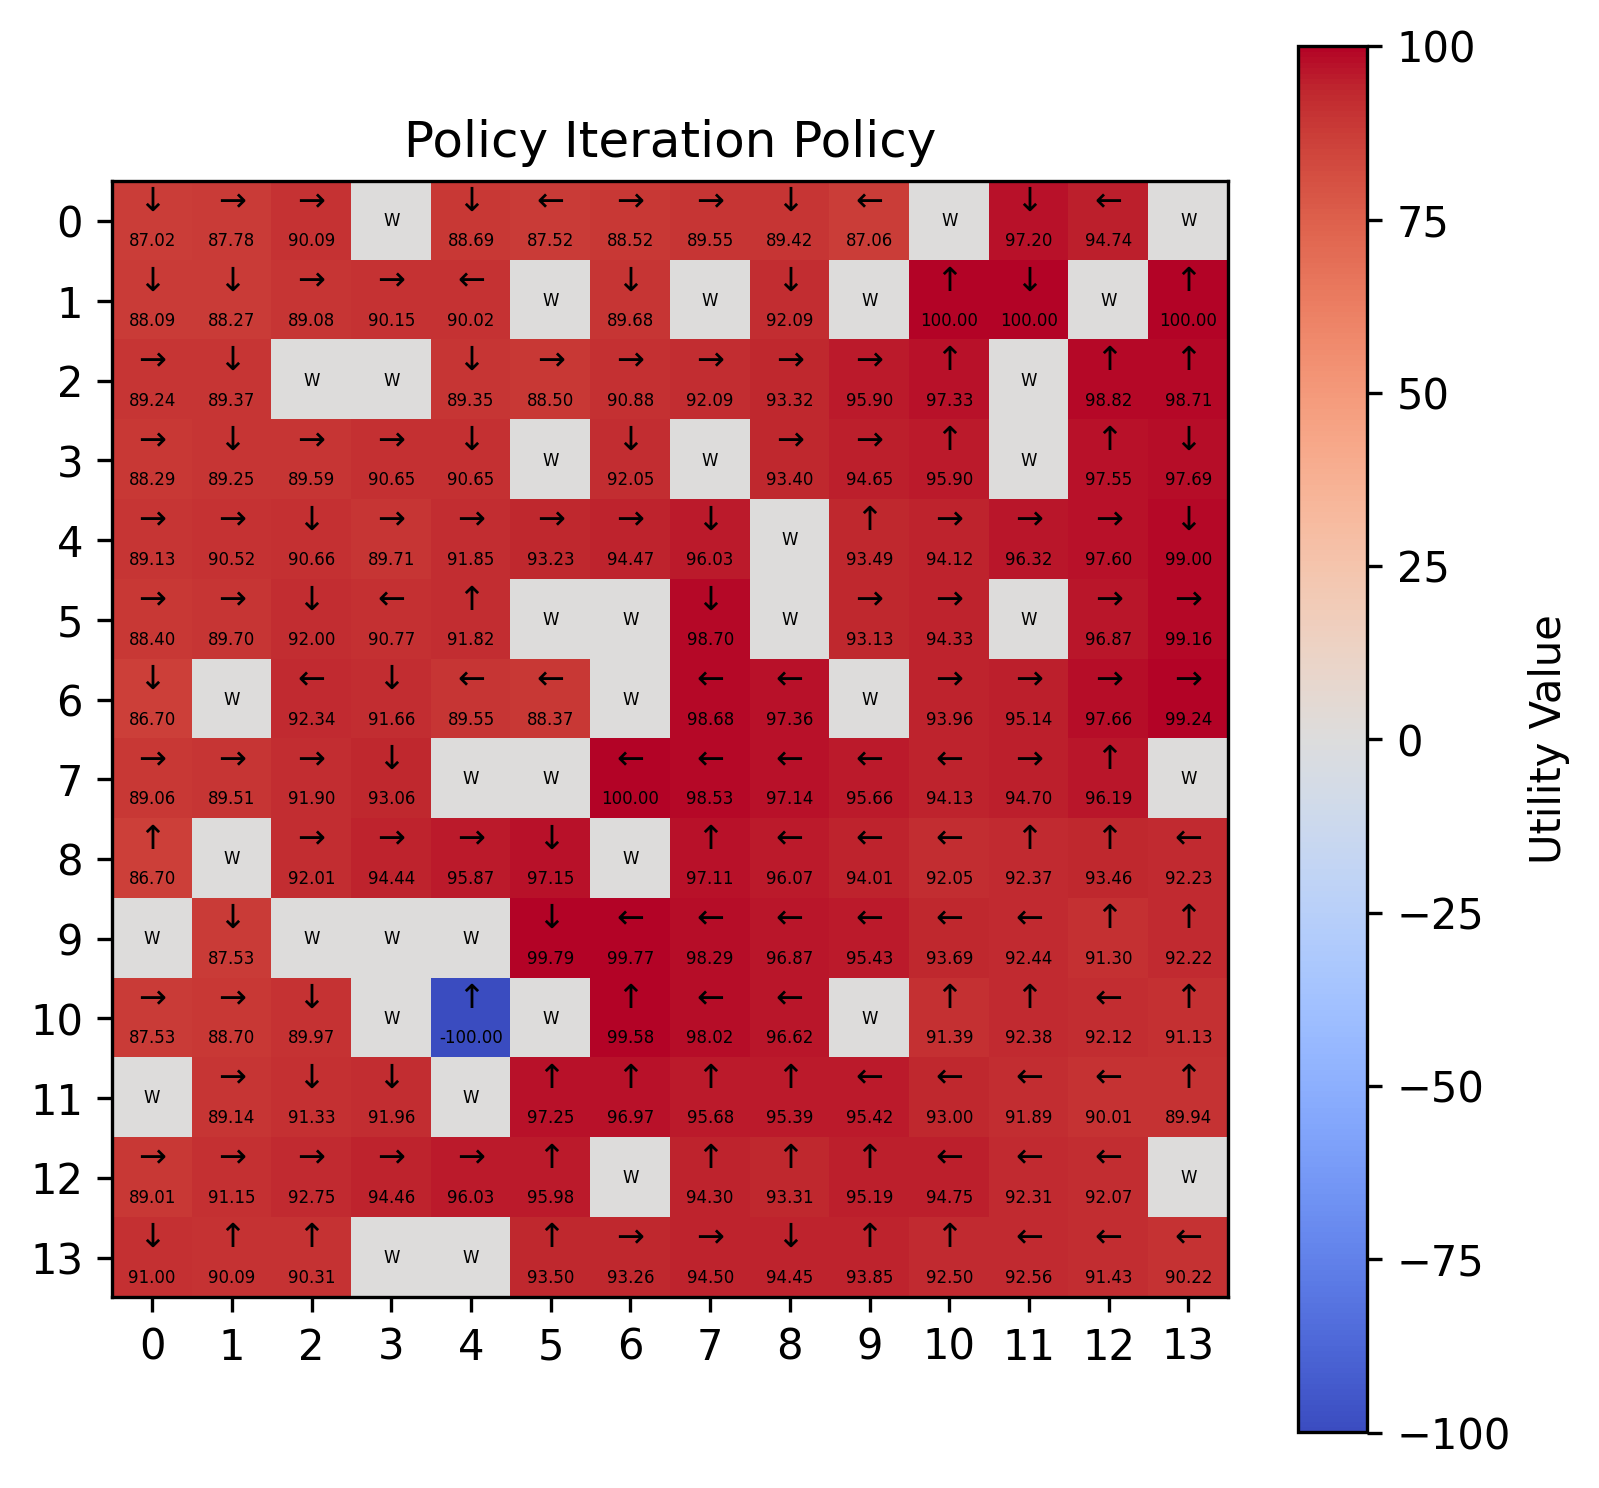 Policy Iteration Policy
0 ↓ → → W ↓ ← → → ↓ ← W ↓ ← W
87.02 87.78 90.09 88.69 87.52 88.52 89.55 89.42 87.06 97.20 94.74
1 ↓ ↓ → → ← W ↓ W ↓ W ↑ ↓ W ↑
88.09 88.27 89.08 90.15 90.02 89.68 92.09 100.00 100.00 100.00
2 → ↓ W W ↓ → → → → → ↑ W ↑ ↑
89.24 89.37 89.35 88.50 90.88 92.09 93.32 95.90 97.33 98.82 98.71
3 → ↓ → → ↓ W ↓ W → → ↑ W ↑ ↓
88.29 89.25 89.59 90.65 90.65 92.05 93.40 94.65 95.90 97.55 97.69
4 → → ↓ → → → → ↓ W ↑ → → → ↓
89.13 90.52 90.66 89.71 91.85 93.23 94.47 96.03 93.49 94.12 96.32 97.60 99.00
5 → → ↓ ← ↑ W W ↓ W → → W → →
88.40 89.70 92.00 90.77 91.82 98.70 93.13 94.33 96.87 99.16
6 ↓ W ← ↓ ← ← W ← ← W → → → →
86.70 92.34 91.66 89.55 88.37 98.68 97.36 93.96 95.14 97.66 99.24
7 → → → ↓ W W ← ← ← ← ← → ↑ W
89.06 89.51 91.90 93.06 100.00 98.53 97.14 95.66 94.13 94.70 96.19
8 ↑ W → → → ↓ W ↑ ← ← ← ↑ ↑ ←
86.70 92.01 94.44 95.87 97.15 97.11 96.07 94.01 92.05 92.37 93.46 92.23
9 W ↓ W W W ↓ ← ← ← ← ← ← ↑ ↑
87.53 99.79 99.77 98.29 96.87 95.43 93.69 92.44 91.30 92.22
10 → → ↓ W ↑ W ↑ ← ← W ↑ ↑ ← ↑
87.53 88.70 89.97 -100.00 99.58 98.02 96.62 91.39 92.38 92.12 91.13
11 W → ↓ ↓ W ↑ ↑ ↑ ↑ ← ← ← ← ↑
89.14 91.33 91.96 97.25 96.97 95.68 95.39 95.42 93.00 91.89 90.01 89.94
12 → → → → → ↑ W ↑ ↑ ↑ ← ← ← W
89.01 91.15 92.75 94.46 96.03 95.98 94.30 93.31 95.19 94.75 92.31 92.07
13 ↓ ↑ ↑ W W ↑ → → ↓ ↑ ↑ ← ← ←
91.00 90.09 90.31 93.50 93.26 94.50 94.45 93.85 92.50 92.56 91.43 90.22
0 1 2 3 4 5 6 7 8 9 10 11 12 13
100
75
50
25
0
−25
−50
−75
−100
Utility Value